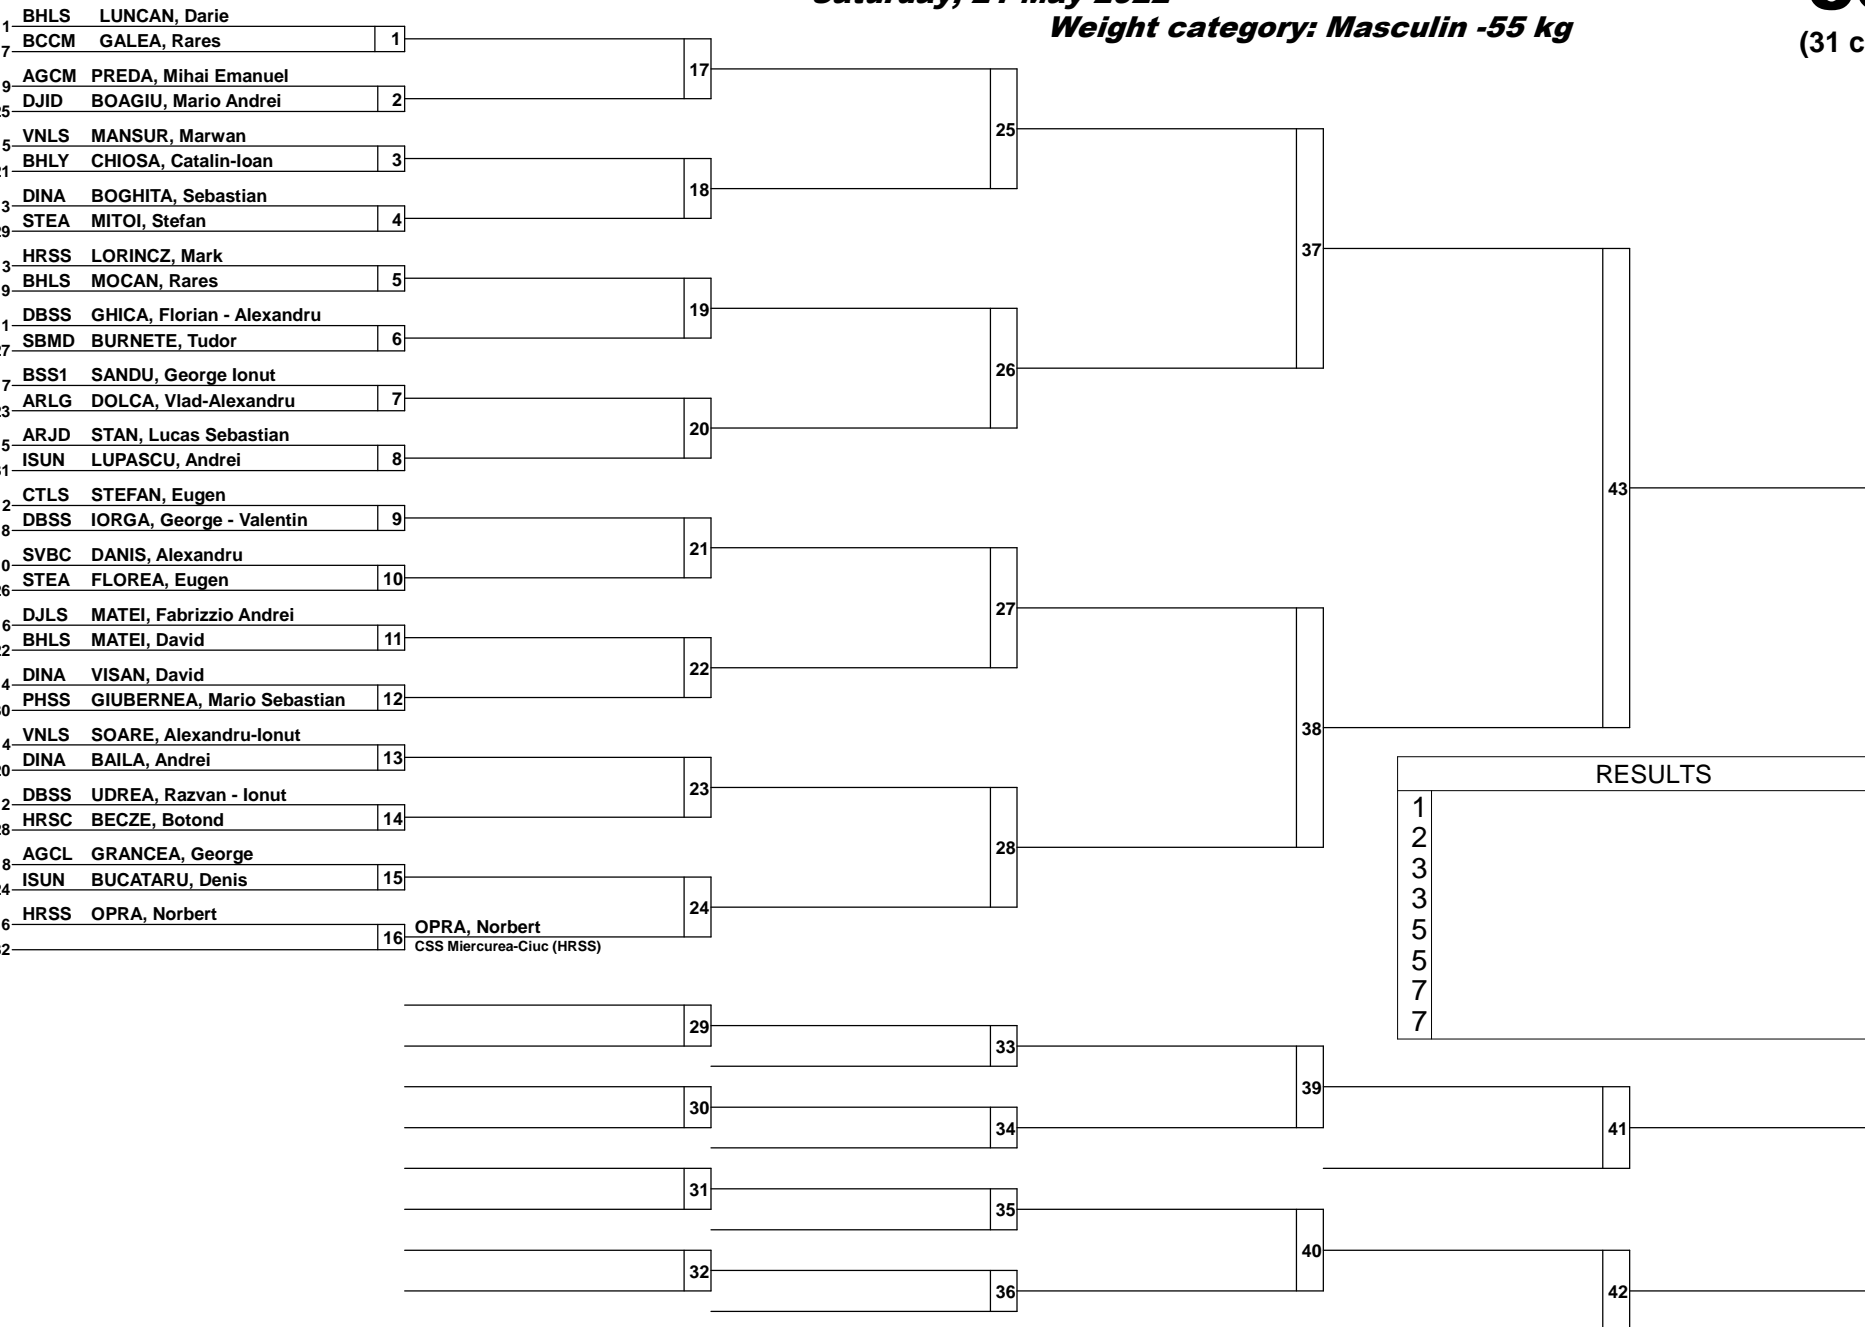 Weight category: Masculin -55 kg
(31 c
BHLS LUNCAN, Darie
BCCM GALEA, Rares 1
AGCM PREDA, Mihai Emanuel
DJID BOAGIU, Mario Andrei 2
VNLS MANSUR, Marwan
BHLY CHIOSA, Catalin-Ioan 3
DINA BOGHITA, Sebastian
STEA MITOI, Stefan 4
HRSS LORINCZ, Mark
BHLS MOCAN, Rares 5
DBSS GHICA, Florian - Alexandru
SBMD BURNETE, Tudor 6
BSS1 SANDU, George Ionut
ARLG DOLCA, Vlad-Alexandru 7
ARJD STAN, Lucas Sebastian
ISUN LUPASCU, Andrei 8
CTLS STEFAN, Eugen
DBSS IORGA, George - Valentin 9
SVBC DANIS, Alexandru
STEA FLOREA, Eugen 10
DJLS MATEI, Fabrizzio Andrei
BHLS MATEI, David 11
DINA VISAN, David
PHSS GIUBERNEA, Mario Sebastian 12
VNLS SOARE, Alexandru-Ionut
DINA BAILA, Andrei 13
DBSS UDREA, Razvan - Ionut
HRSC BECZE, Botond 14
AGCL GRANCEA, George
ISUN BUCATARU, Denis 15
HRSS OPRA, Norbert
16 OPRA, Norbert
CSS Miercurea-Ciuc (HRSS)
17
18
19
20
21
22
23
24
25
26
27
28
37
38
43
RESULTS
1
2
3
3
5
5
7
7
29
30
31
32
33
34
35
36
39
40
41
42